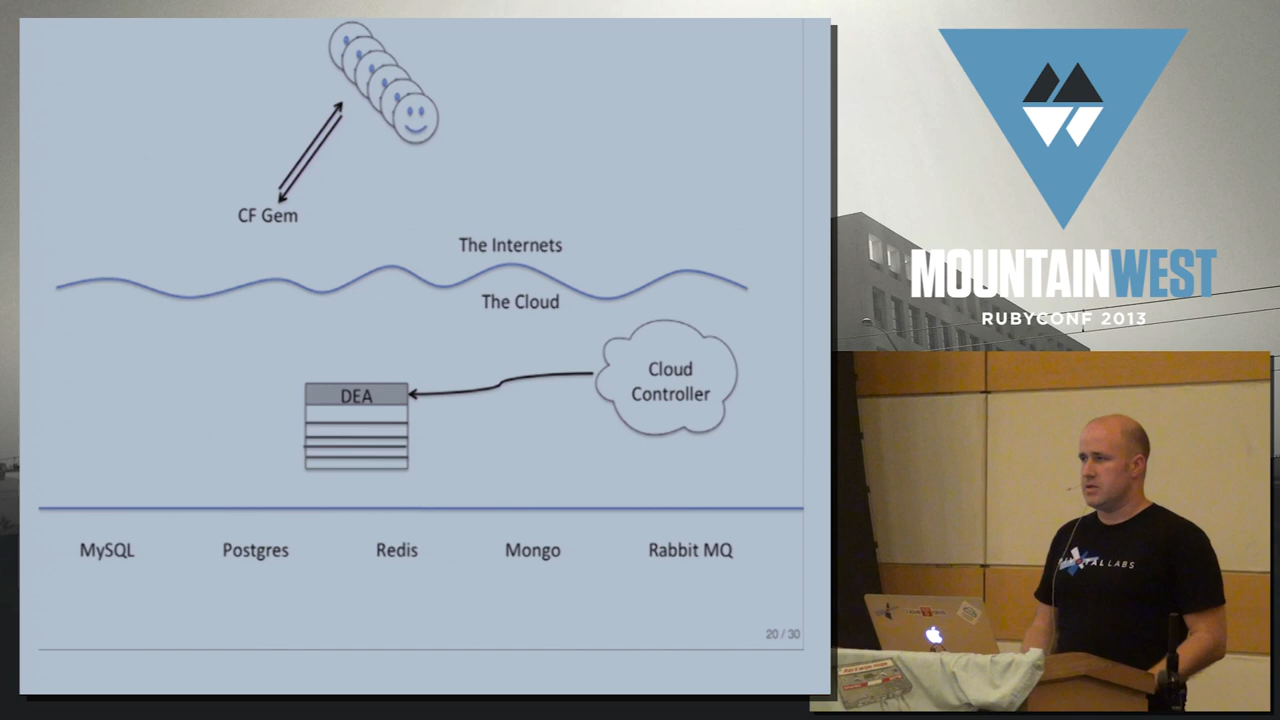 CF Gem
The Internets
The Cloud
Cloud
Controller
DEA
MySQL
Postgres
Redis
Mongo
Rabbit MQ
20 / 30
MOUNTAINWEST
RUBYCONF 2013
LABS